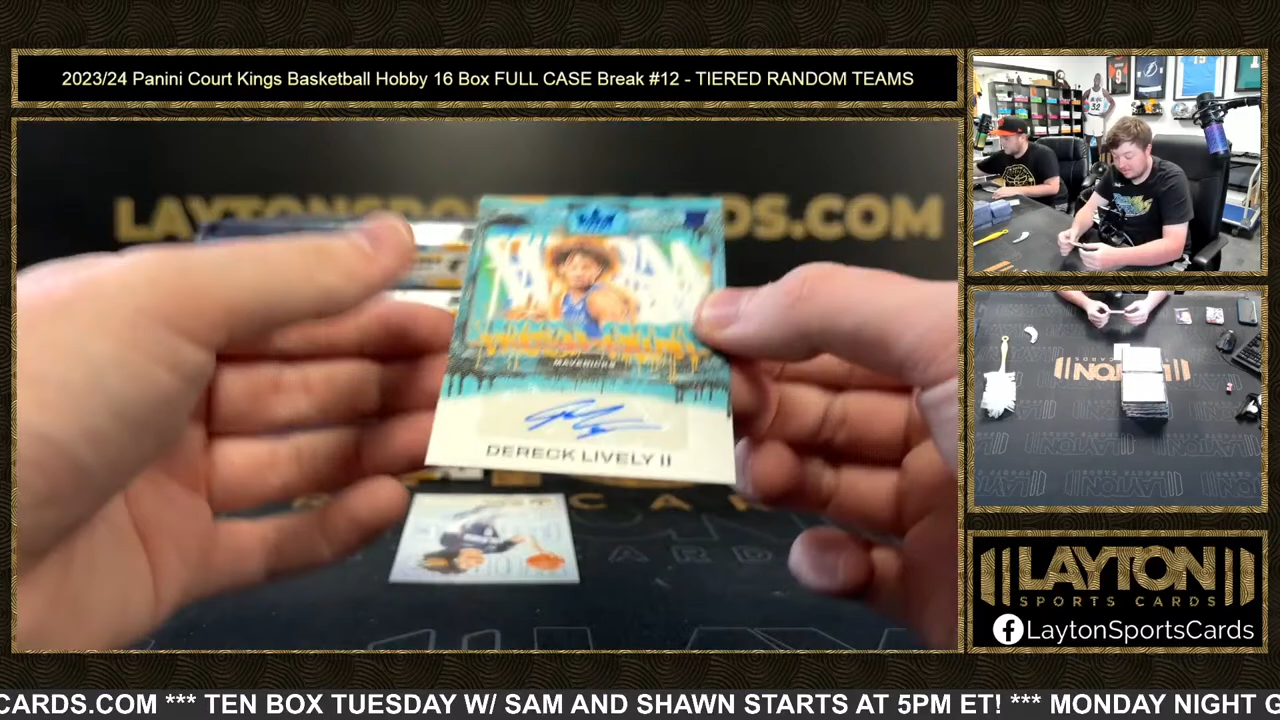 2023/24 Panini Court Kings Basketball Hobby 16 Box FULL CASE Break #12 - TIERED RANDOM TEAMS
MAVERICKS
DERECK LIVELY II
LAYTON
SPORTS CARDS
LaytonSportsCards
CARDS.COM *** TEN BOX TUESDAY W/ SAM AND SHAWN STARTS AT 5PM ET! *** MONDAY NIGHT G